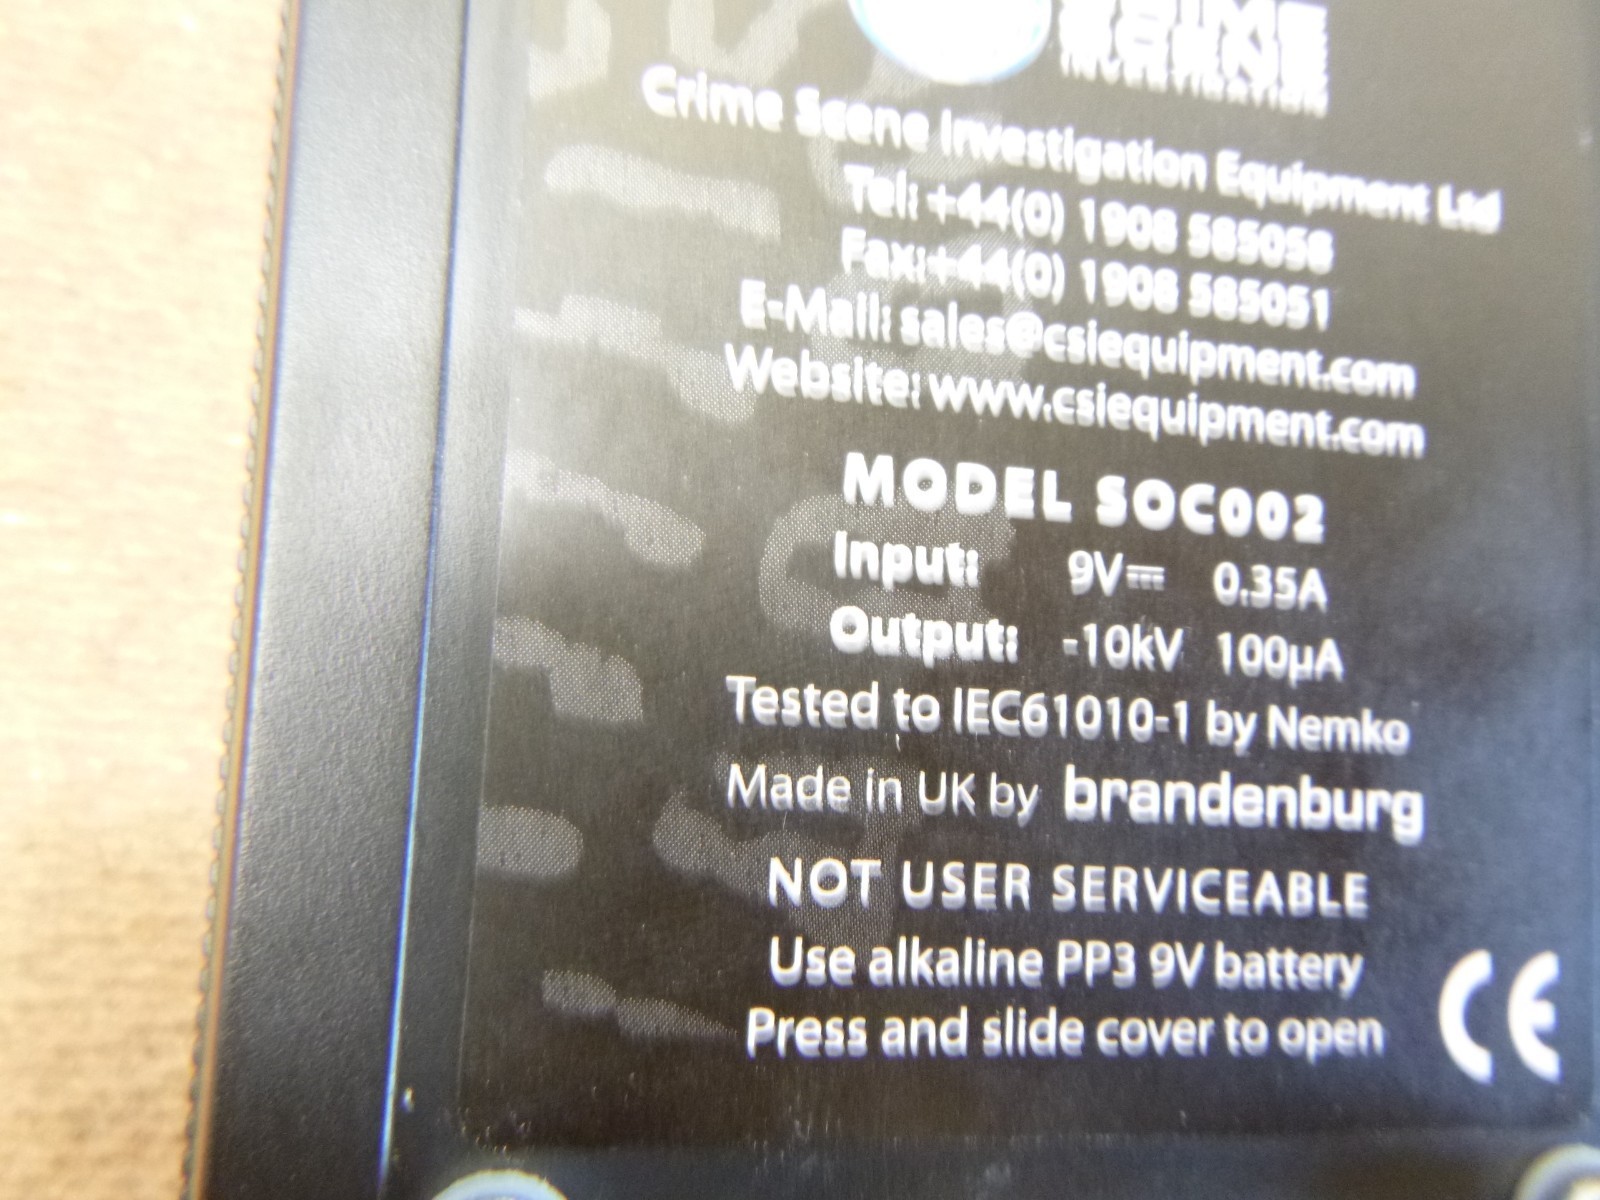 CRIME
SCENE
INVESTIGATION
Crime Scene Investigation Equipment Ltd
Tel: +44(0) 1908 585058
Fax:+44(0) 1908 585051
E-Mail: sales@csiequipment.com
Website: www.csiequipment.com
MODEL SOC002
Input: 9V⎓ 0.35A
Output: -10kV 100µA
Tested to IEC61010-1 by Nemko
Made in UK by brandenburg
NOT USER SERVICEABLE
Use alkaline PP3 9V battery
Press and slide cover to open
CE